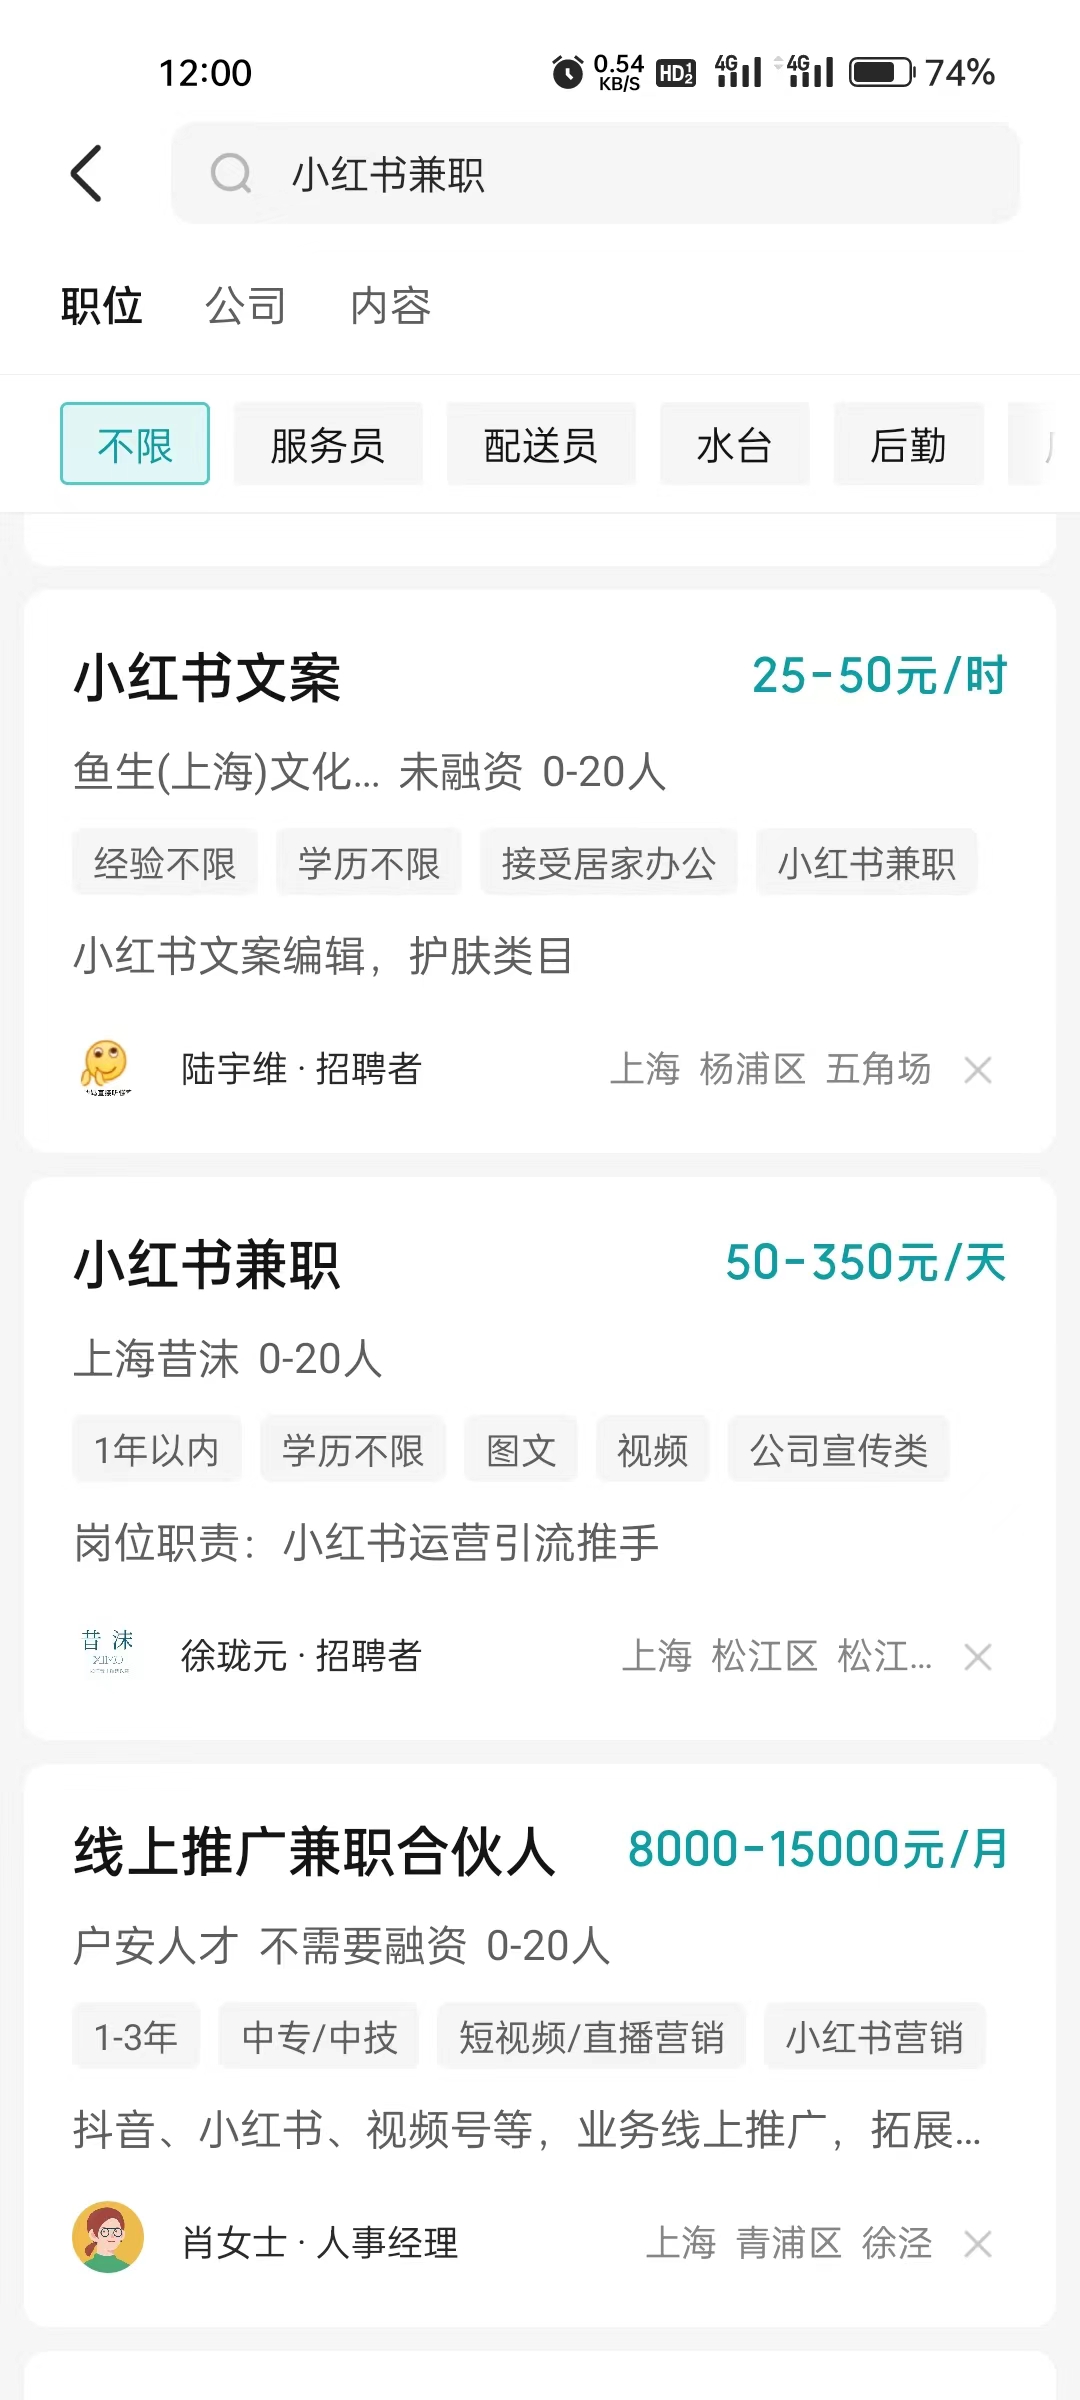 12:00 0.54 KB/S HD 1 2 4G 4G 74%
小红书兼职
职位 公司 内容
不限 服务员 配送员 水台 后勤
小红书文案 25-50元/时
鱼生(上海)文化... 未融资 0-20人
经验不限 学历不限 接受居家办公 小红书兼职
小红书文案编辑，护肤类目
陆宇维·招聘者 上海 杨浦区 五角场
小红书兼职 50-350元/天
上海昔沫 0-20人
1年以内 学历不限 图文 视频 公司宣传类
岗位职责：小红书运营引流推手
昔沫
XIMO
徐珑元·招聘者 上海 松江区 松江...
线上推广兼职合伙人 8000-15000元/月
户安人才 不需要融资 0-20人
1-3年 中专/中技 短视频/直播营销 小红书营销
抖音、小红书、视频号等，业务线上推广，拓展...
肖女士·人事经理 上海 青浦区 徐泾